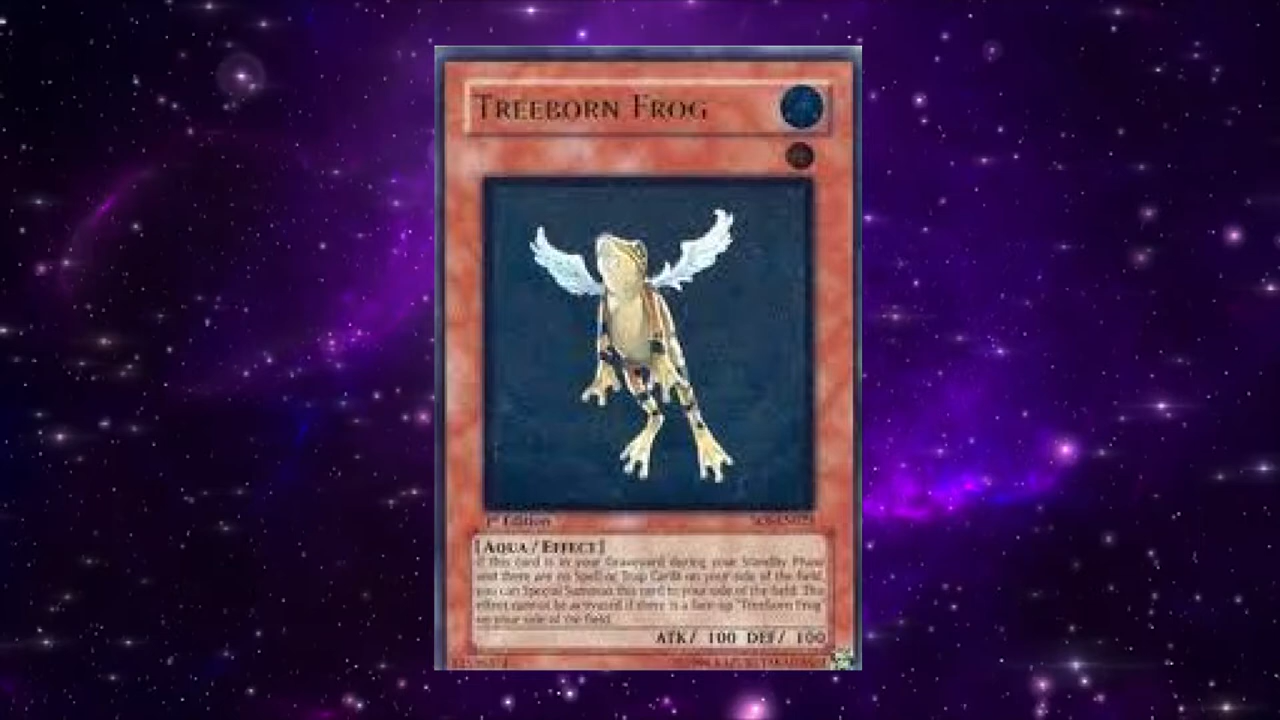 Treeborn Frog
1st Edition
[Aqua/Effect]
If this card is in your Graveyard during your Standby Phase
and there are no Spell or Trap Cards on your side of the field,
you can Special Summon this card to your side of the field. This
effect cannot be activated if there is a face-up "Treeborn Frog"
on your side of the field.
ATK/ 100 DEF/ 100